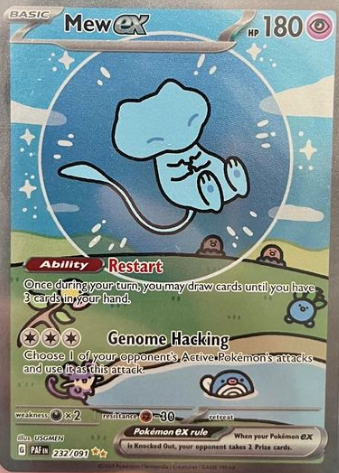 BASIC
Mew ex HP 180
Ability Restart
Once during your turn, you may draw cards until you have
3 cards in your hand.
Genome Hacking
Choose 1 of your opponent's Active Pokémon's attacks
and use it as this attack.
weakness ×2 resistance -30 retreat
Illus. USGMEN
Pokémon ex rule
When your Pokémon ex
is Knocked Out, your opponent takes 2 Prize cards.
G PAF EN 232/091